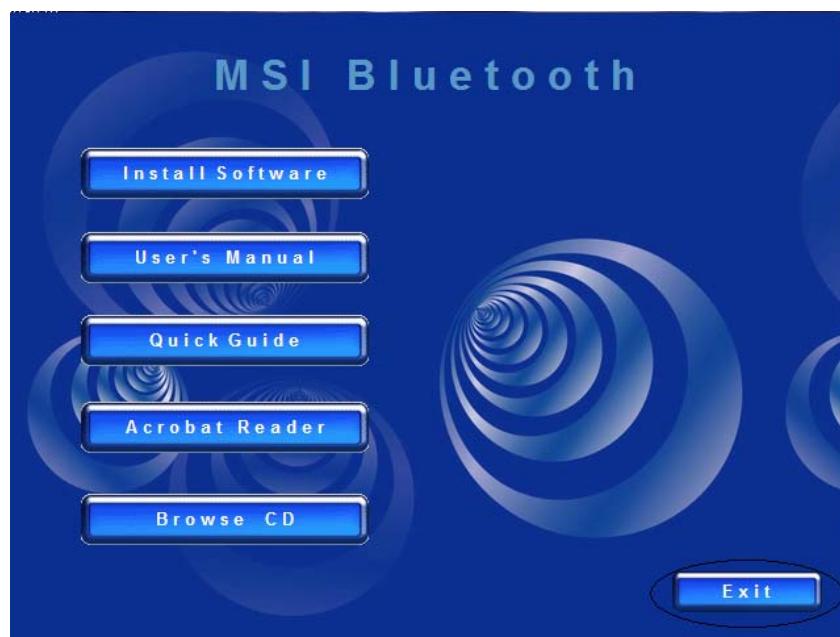 MSI Bluetooth
Install Software
User's Manual
Quick Guide
Acrobat Reader
Browse CD
Exit